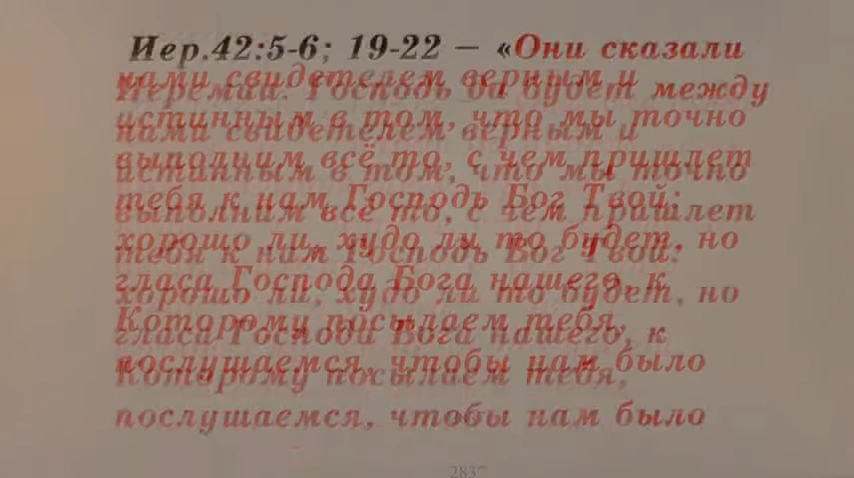 Иер.42:5-6; 19-22 – «Они сказали
Иеремии: Господь да будет между
нами свидетелем верным и
истинным в том, что мы точно
выполним всё то, с чем пришлет
тебя к нам Господь Бог Твой:
хорошо ли, худо ли то будет, но
гласа Господа Бога нашего, к
Которому посылаем тебя,
послушаемся, чтобы нам было